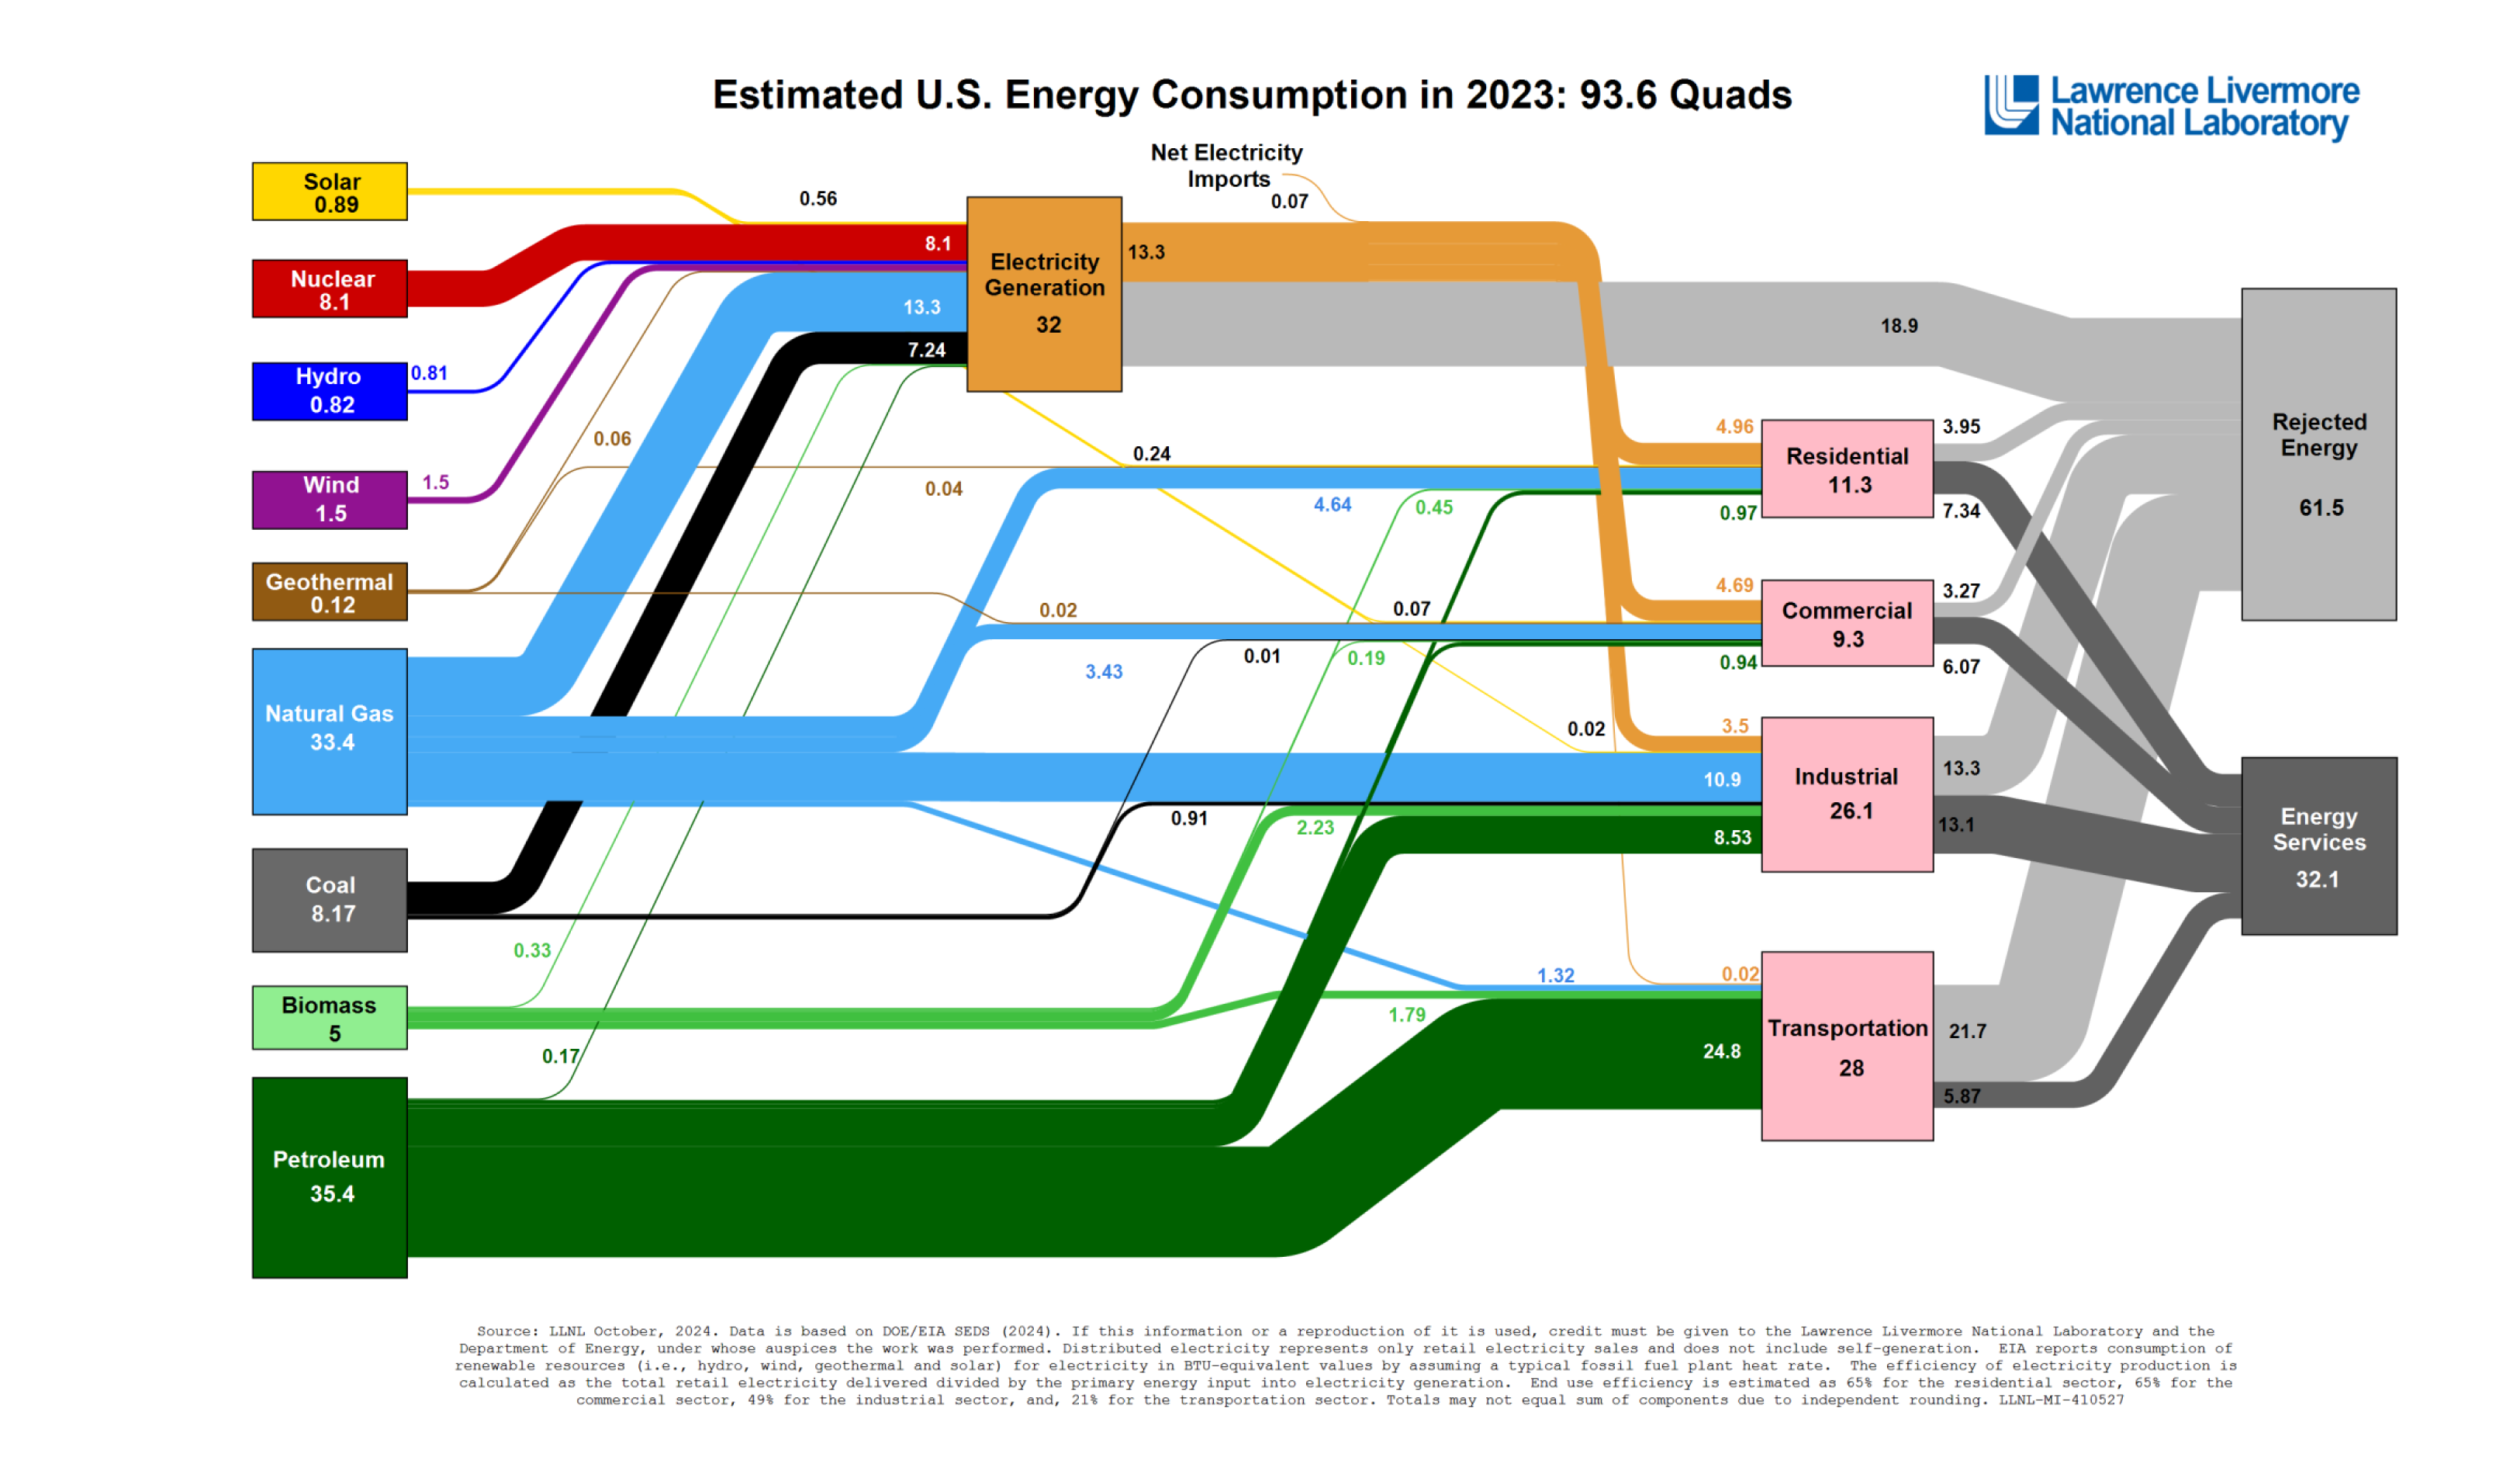 Estimated U.S. Energy Consumption in 2023: 93.6 Quads
Lawrence Livermore
National Laboratory
Net Electricity
Imports
0.07
Solar
0.89
0.56
Nuclear
8.1
8.1
Electricity
Generation
32
13.3
13.3
7.24
18.9
Hydro
0.82
0.81
Wind
1.5
1.5
0.06
0.04
0.24
Geothermal
0.12
0.02
0.07
Natural Gas
33.4
4.64
0.45
3.43
0.01
0.19
0.02
Coal
8.17
0.91
2.23
Biomass
5
0.33
1.32
1.79
Petroleum
35.4
0.17
4.96
Residential
11.3
0.97
3.95
7.34
4.69
Commercial
9.3
0.94
3.27
6.07
3.5
10.9
8.53
Industrial
26.1
13.3
13.1
0.02
24.8
Transportation
28
21.7
5.87
Rejected
Energy
61.5
Energy
Services
32.1
Source: LLNL October, 2024. Data is based on DOE/EIA SEDS (2024). If this information or a reproduction of it is used, credit must be given to the Lawrence Livermore National Laboratory and the
Department of Energy, under whose auspices the work was performed. Distributed electricity represents only retail electricity sales and does not include self-generation. EIA reports consumption of
renewable resources (i.e., hydro, wind, geothermal and solar) for electricity in BTU-equivalent values by assuming a typical fossil fuel plant heat rate. The efficiency of electricity production is
calculated as the total retail electricity delivered divided by the primary energy input into electricity generation. End use efficiency is estimated as 65% for the residential sector, 65% for the
commercial sector, 49% for the industrial sector, and, 21% for the transportation sector. Totals may not equal sum of components due to independent rounding. LLNL-MI-410527